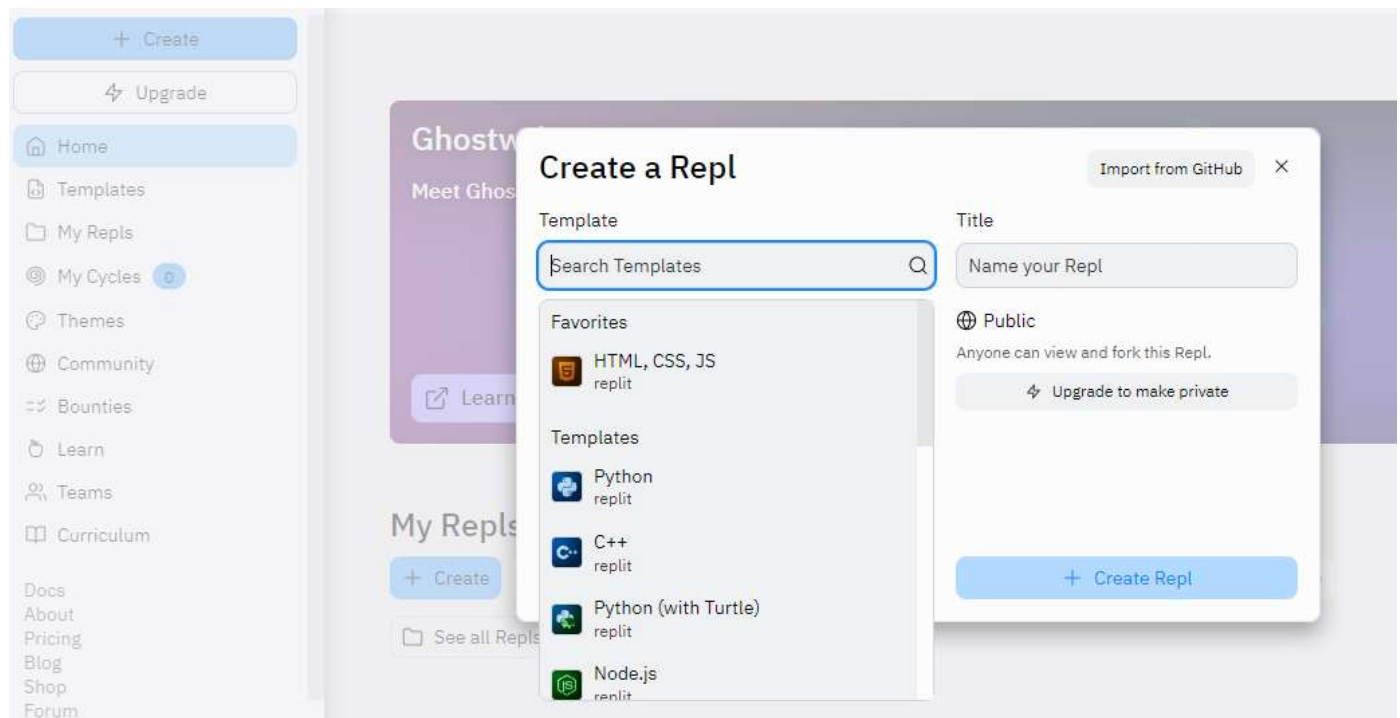 + Create
Upgrade
Home
Templates
My Repls
My Cycles 0
Themes
Community
Bounties
Learn
Teams
Curriculum
Docs
About
Pricing
Blog
Shop
Forum
Meet
Learn
My Repls
+ Create
See all Repls
Create a Repl
Import from GitHub
Template
Search Templates
Favorites
HTML, CSS, JS
replit
Templates
Python
replit
C++
replit
Python (with Turtle)
replit
Node.js
replit
Title
Name your Repl
Public
Anyone can view and fork this Repl.
Upgrade to make private
+ Create Repl